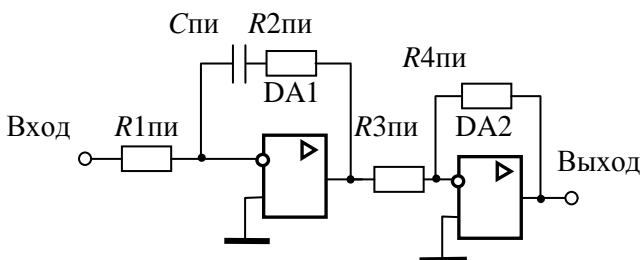 Cпи R2пи
R4пи
DA1
Вход R1пи R3пи DA2
Выход